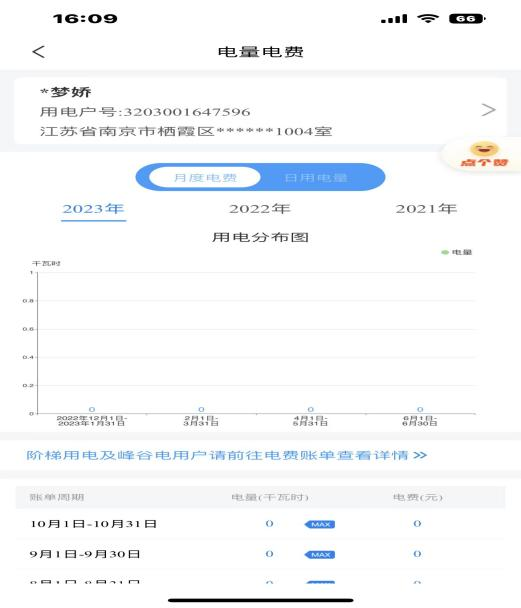 16:09
66
电量电费
*梦娇
用电户号:3203001647596
江苏省南京市栖霞区******1004室
点个赞
月度电费 日用电量
2023年 2022年 2021年
用电分布图
电量
千瓦时
1
0.8
0.6
0.4
0.2
0
0 0 0 0
2022年12月1日-2023年1月31日 2月1日-3月31日 4月1日-5月31日 6月1日-6月30日
阶梯用电及峰谷电用户请前往电费账单查看详情>>
账单周期 电量(千瓦时) 电费(元)
10月1日-10月31日 0 MAX 0
9月1日-9月30日 0 MAX 0